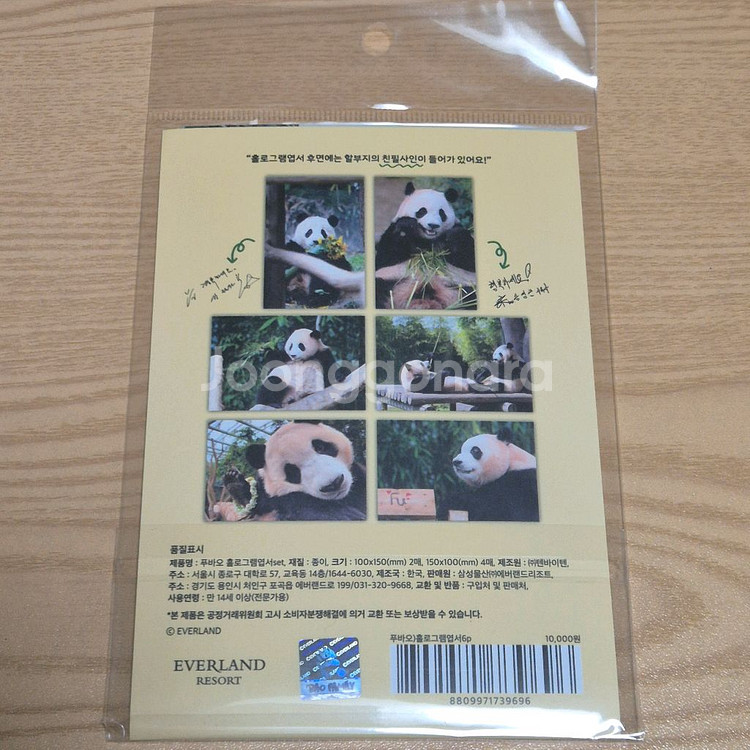 "홀로그램엽서 후면에는 할부지의 친필사인이 들어가 있어요!"
Joonggonara
품질표시
제품명 : 푸바오 홀로그램엽서set, 재질 : 종이, 크기 : 100x150(mm) 2매, 150x100(mm) 4매, 제조원 : ㈜텐바이텐,
주소 : 서울시 종로구 대학로 57, 교육동 14층/1644-6030, 제조국 : 한국, 판매원 : 삼성물산㈜에버랜드리조트,
주소 : 경기도 용인시 처인구 포곡읍 에버랜드로 199/031-320-9668, 교환 및 반품 : 구입처 및 판매처,
사용연령 : 만 14세 이상(전문가용)
*본 제품은 공정거래위원회 고시 소비자분쟁해결에 의거 교환 또는 보상받을 수 있습니다.
© EVERLAND
EVERLAND
RESORT
BAO FAMILY
푸바오)홀로그램엽서6p 10,000원
8809971739696